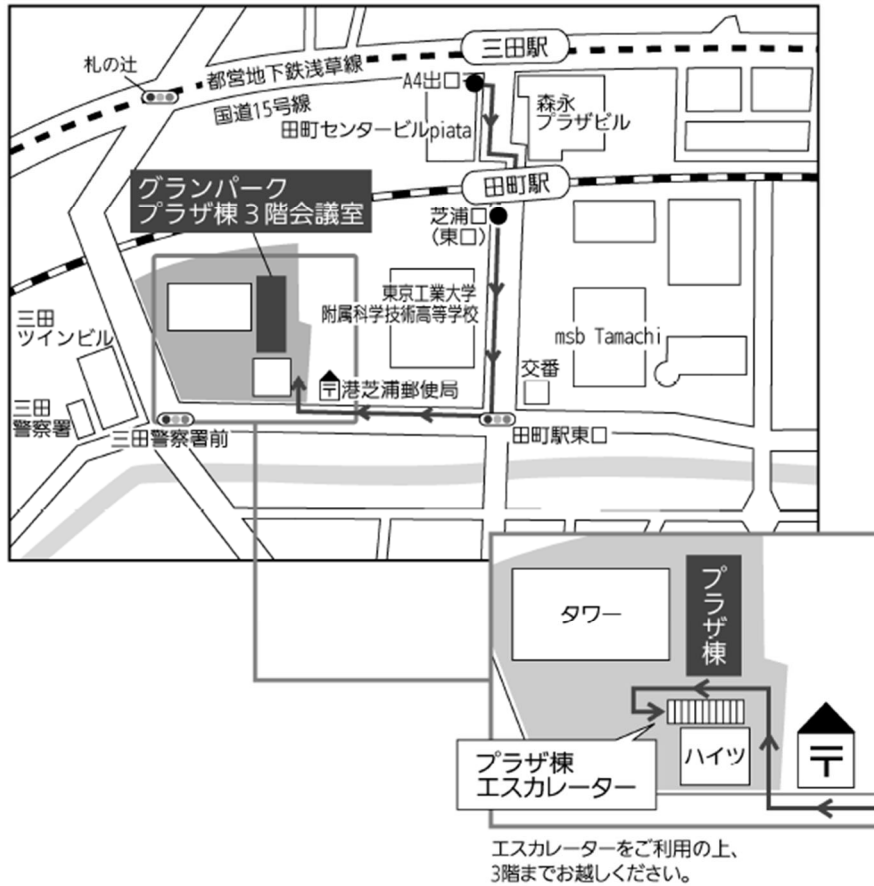 三田駅
札の辻
都営地下鉄浅草線
A4出口
国道15号線
森永
プラザビル
田町センタービルpiata
田町駅
グランパーク
プラザ棟3階会議室
芝浦口
(東口)
東京工業大学
附属科学技術高等学校
三田
ツインビル
msb Tamachi
交番
〒港芝浦郵便局
三田
警察署
三田警察署前
田町駅東口
タワー
プラザ棟
プラザ棟
エスカレーター
ハイツ
〒
エスカレーターをご利用の上、
3階までお越しください。